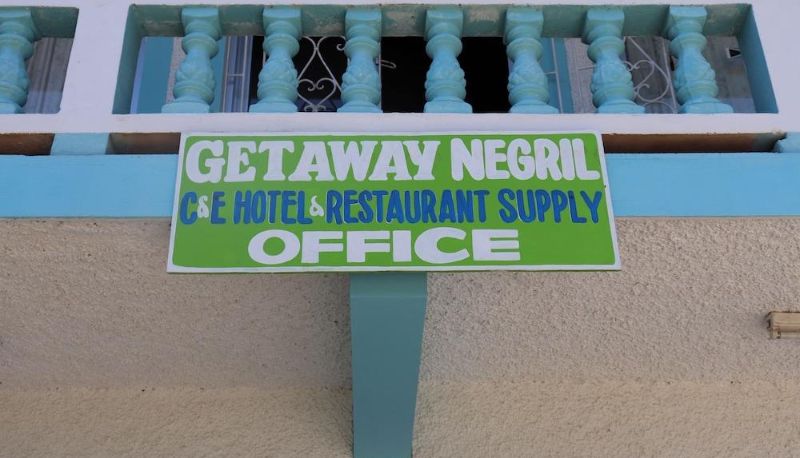 GETAWAY NEGRIL
C&E HOTEL & RESTAURANT SUPPLY
OFFICE